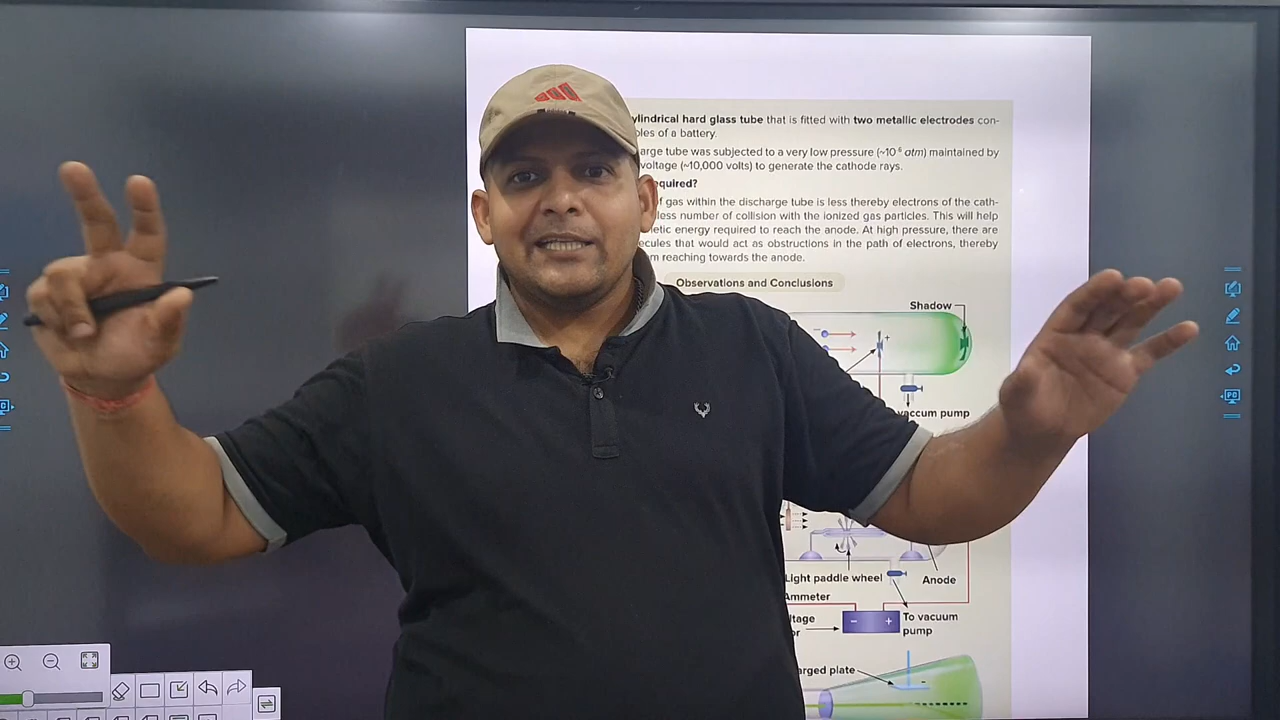 ylindrical hard glass tube that is fitted with two metallic electrodes con-
oles of a battery.
arge tube was subjected to a very low pressure (~10⁻⁶ atm) maintained by
voltage (~10,000 volts) to generate the cathode rays.
quired?
f gas within the discharge tube is less thereby electrons of the cath-
less number of collision with the ionized gas particles. This will help
netic energy required to reach the anode. At high pressure, there are
ecules that would act as obstructions in the path of electrons, thereby
m reaching towards the anode.
Observations and Conclusions
Shadow
vaccum pump
Light paddle wheel
Anode
Ammeter
ltage
or
To vacuum
pump
arged plate